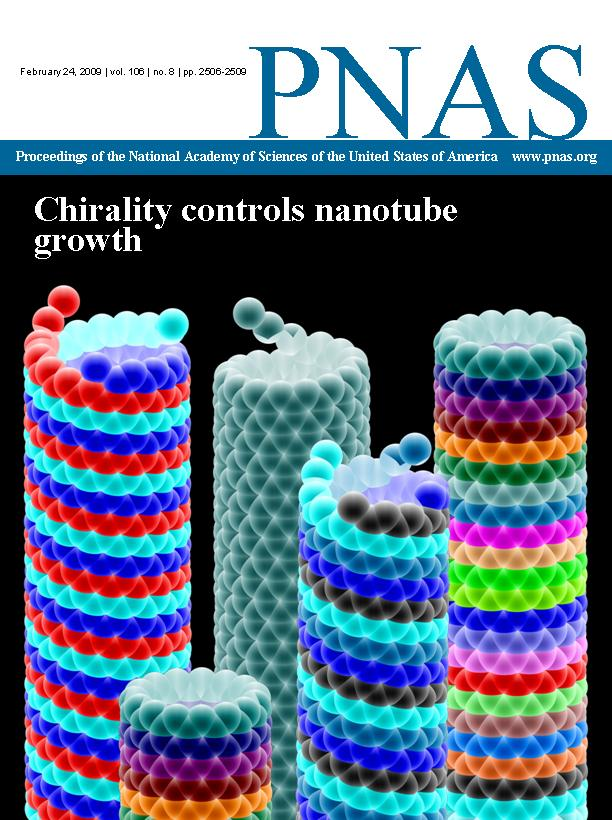 February 24, 2009 | vol. 106 | no. 8 | pp. 2506-2509
PNAS
Proceedings of the National Academy of Sciences of the United States of America www.pnas.org
Chirality controls nanotube
growth